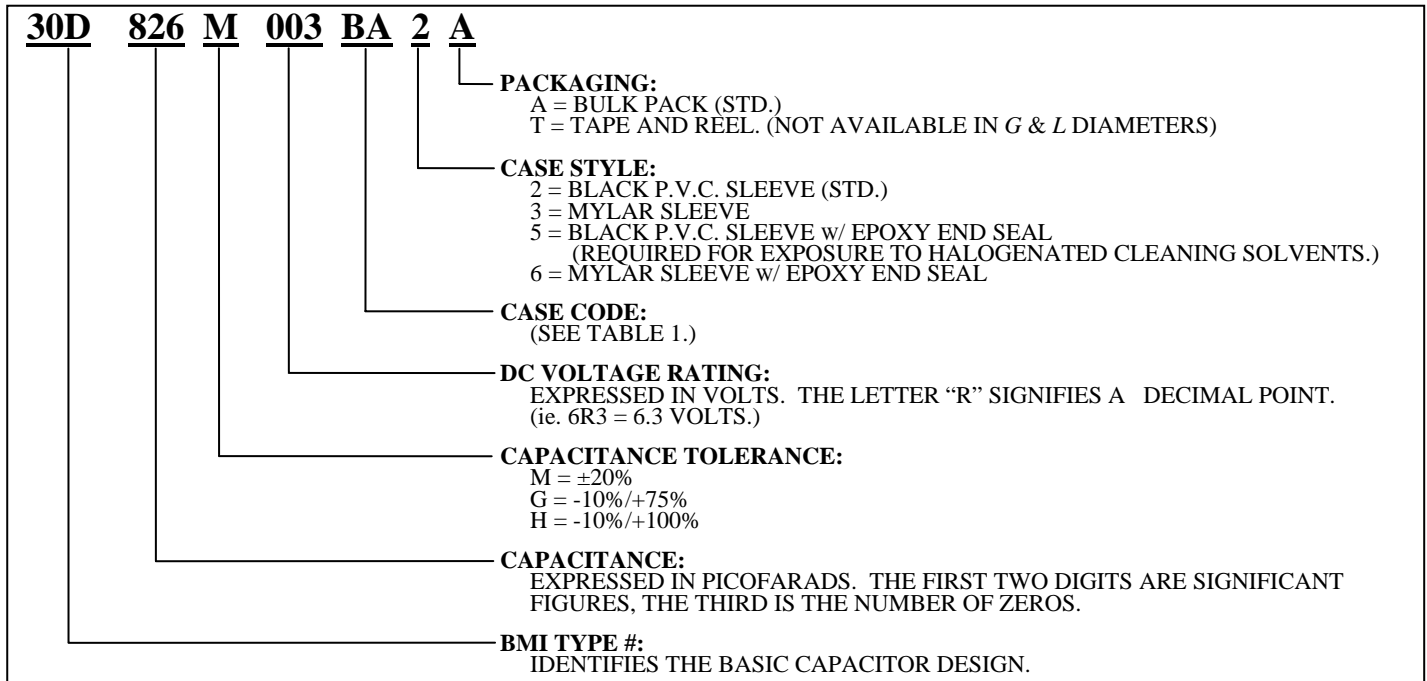 30D 826 M 003 BA 2 A
PACKAGING:
A = BULK PACK (STD.)
T = TAPE AND REEL. (NOT AVAILABLE IN G & L DIAMETERS)
CASE STYLE:
2 = BLACK P.V.C. SLEEVE (STD.)
3 = MYLAR SLEEVE
5 = BLACK P.V.C. SLEEVE W/ EPOXY END SEAL
(REQUIRED FOR EXPOSURE TO HALOGENATED CLEANING SOLVENTS.)
6 = MYLAR SLEEVE W/ EPOXY END SEAL
CASE CODE:
(SEE TABLE 1.)
DC VOLTAGE RATING:
EXPRESSED IN VOLTS. THE LETTER “R” SIGNIFIES A DECIMAL POINT.
(ie. 6R3 = 6.3 VOLTS.)
CAPACITANCE TOLERANCE:
M = ±20%
G = -10%/+75%
H = -10%/+100%
CAPACITANCE:
EXPRESSED IN PICOFARADS. THE FIRST TWO DIGITS ARE SIGNIFICANT
FIGURES, THE THIRD IS THE NUMBER OF ZEROS.
BMI TYPE #:
IDENTIFIES THE BASIC CAPACITOR DESIGN.